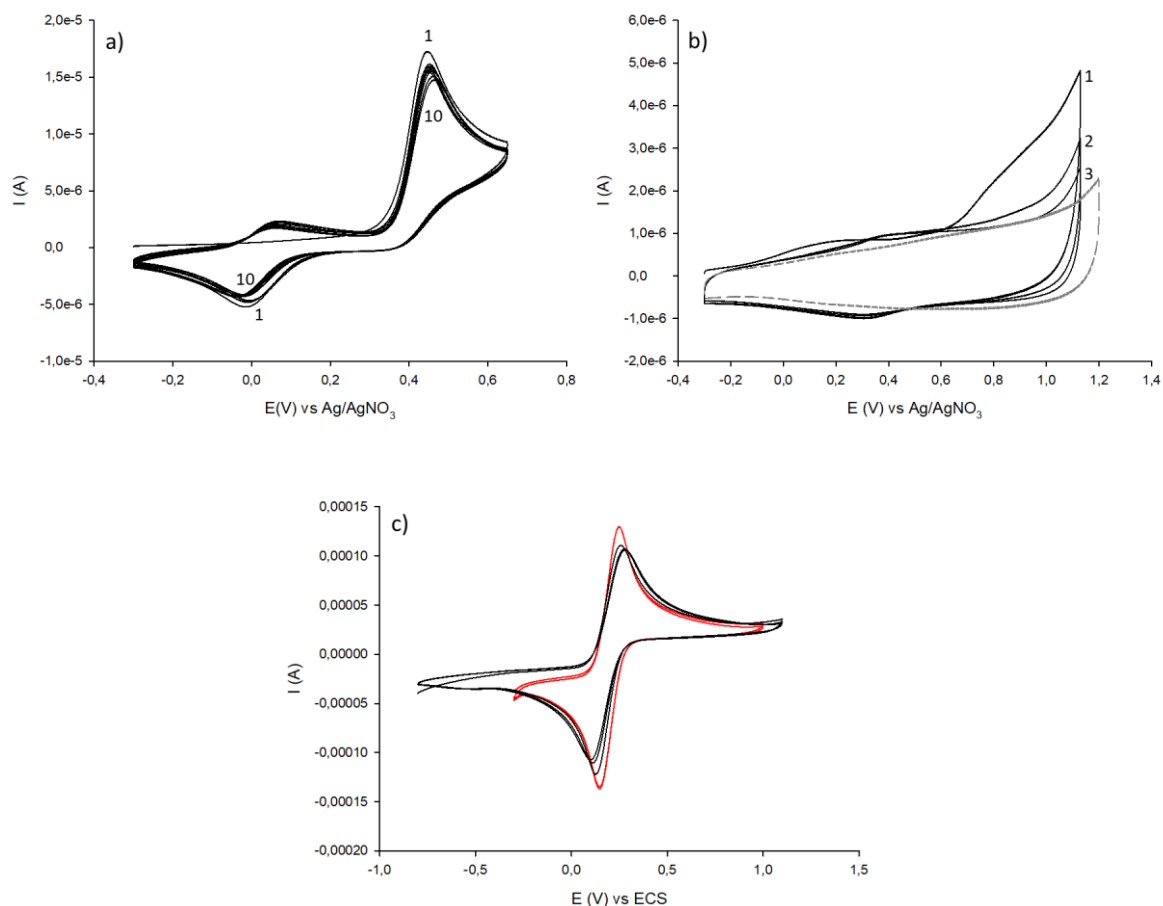 a)
2,0e-5
1,5e-5
1,0e-5
5,0e-6
0,0
-5,0e-6
-1,0e-5
I (A)
1
10
10
1
-0,4 -0,2 0,0 0,2 0,4 0,6 0,8
E(V) vs Ag/AgNO₃
b)
6,0e-6
5,0e-6
4,0e-6
3,0e-6
2,0e-6
1,0e-6
0,0
-1,0e-6
-2,0e-6
I (A)
1
2
3
-0,4 -0,2 0,0 0,2 0,4 0,6 0,8 1,0 1,2 1,4
E (V) vs Ag/AgNO₃
c)
0,00015
0,00010
0,00005
0,00000
-0,00005
-0,00010
-0,00015
-0,00020
I (A)
-1,0 -0,5 0,0 0,5 1,0 1,5
E (V) vs ECS